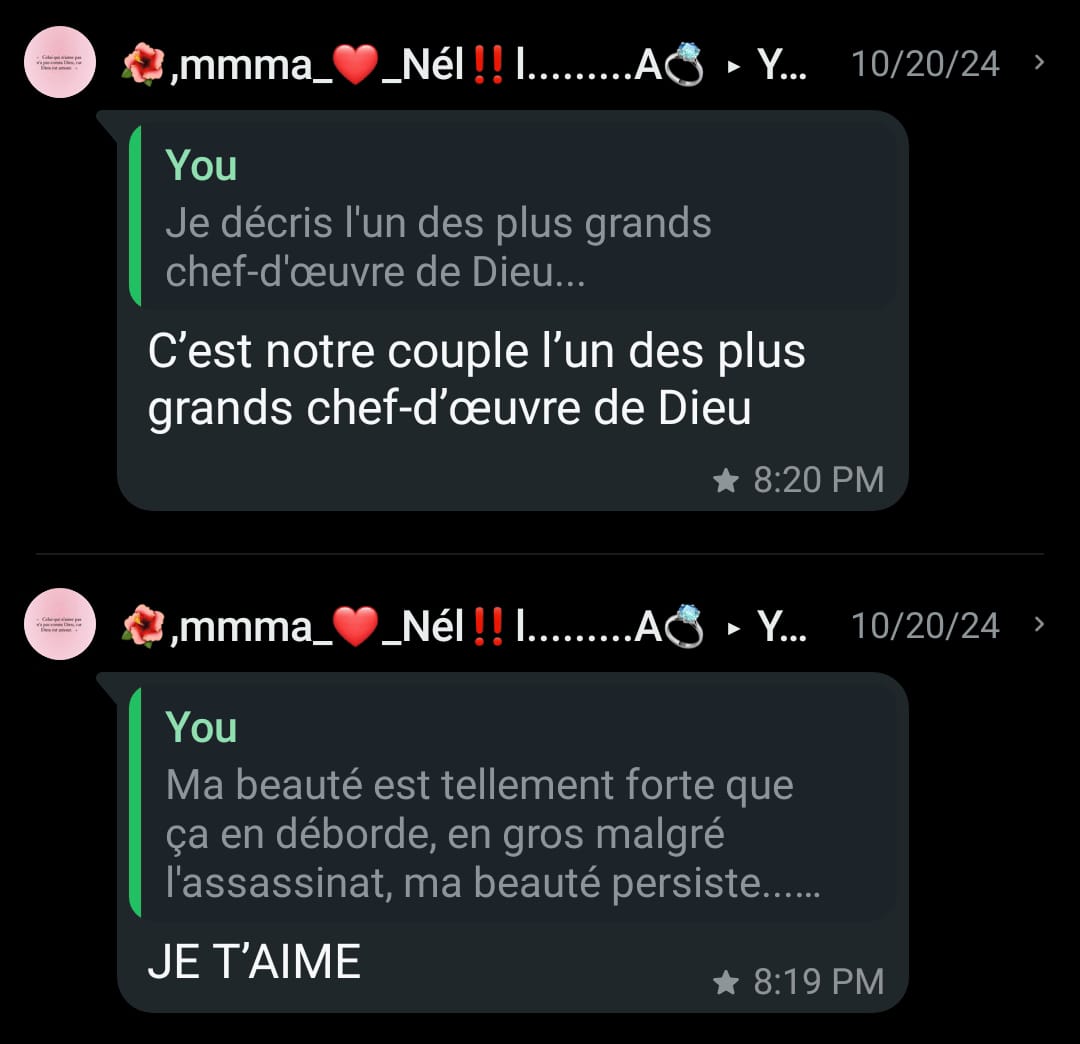 🌺,mmma_❤️_Nél‼️l.........A💍 ▸ Y... 10/20/24 ›
You
Je décris l'un des plus grands
chef-d'œuvre de Dieu...
C’est notre couple l’un des plus
grands chef-d’œuvre de Dieu
★ 8:20 PM
🌺,mmma_❤️_Nél‼️l.........A💍 ▸ Y... 10/20/24 ›
You
Ma beauté est tellement forte que
ça en déborde, en gros malgré
l'assassinat, ma beauté persiste...…
JE T’AIME
★ 8:19 PM